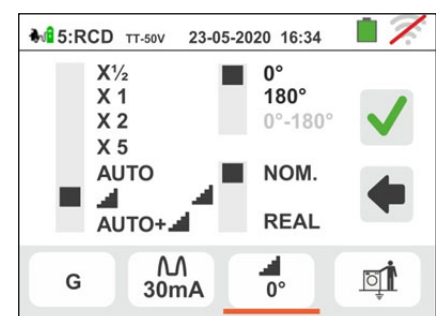 5:RCD TT-50V 23-05-2020 16:34
X½
X 1
X 2
X 5
AUTO
AUTO+
0°
180°
0°-180°
NOM.
REAL
G
30mA
0°